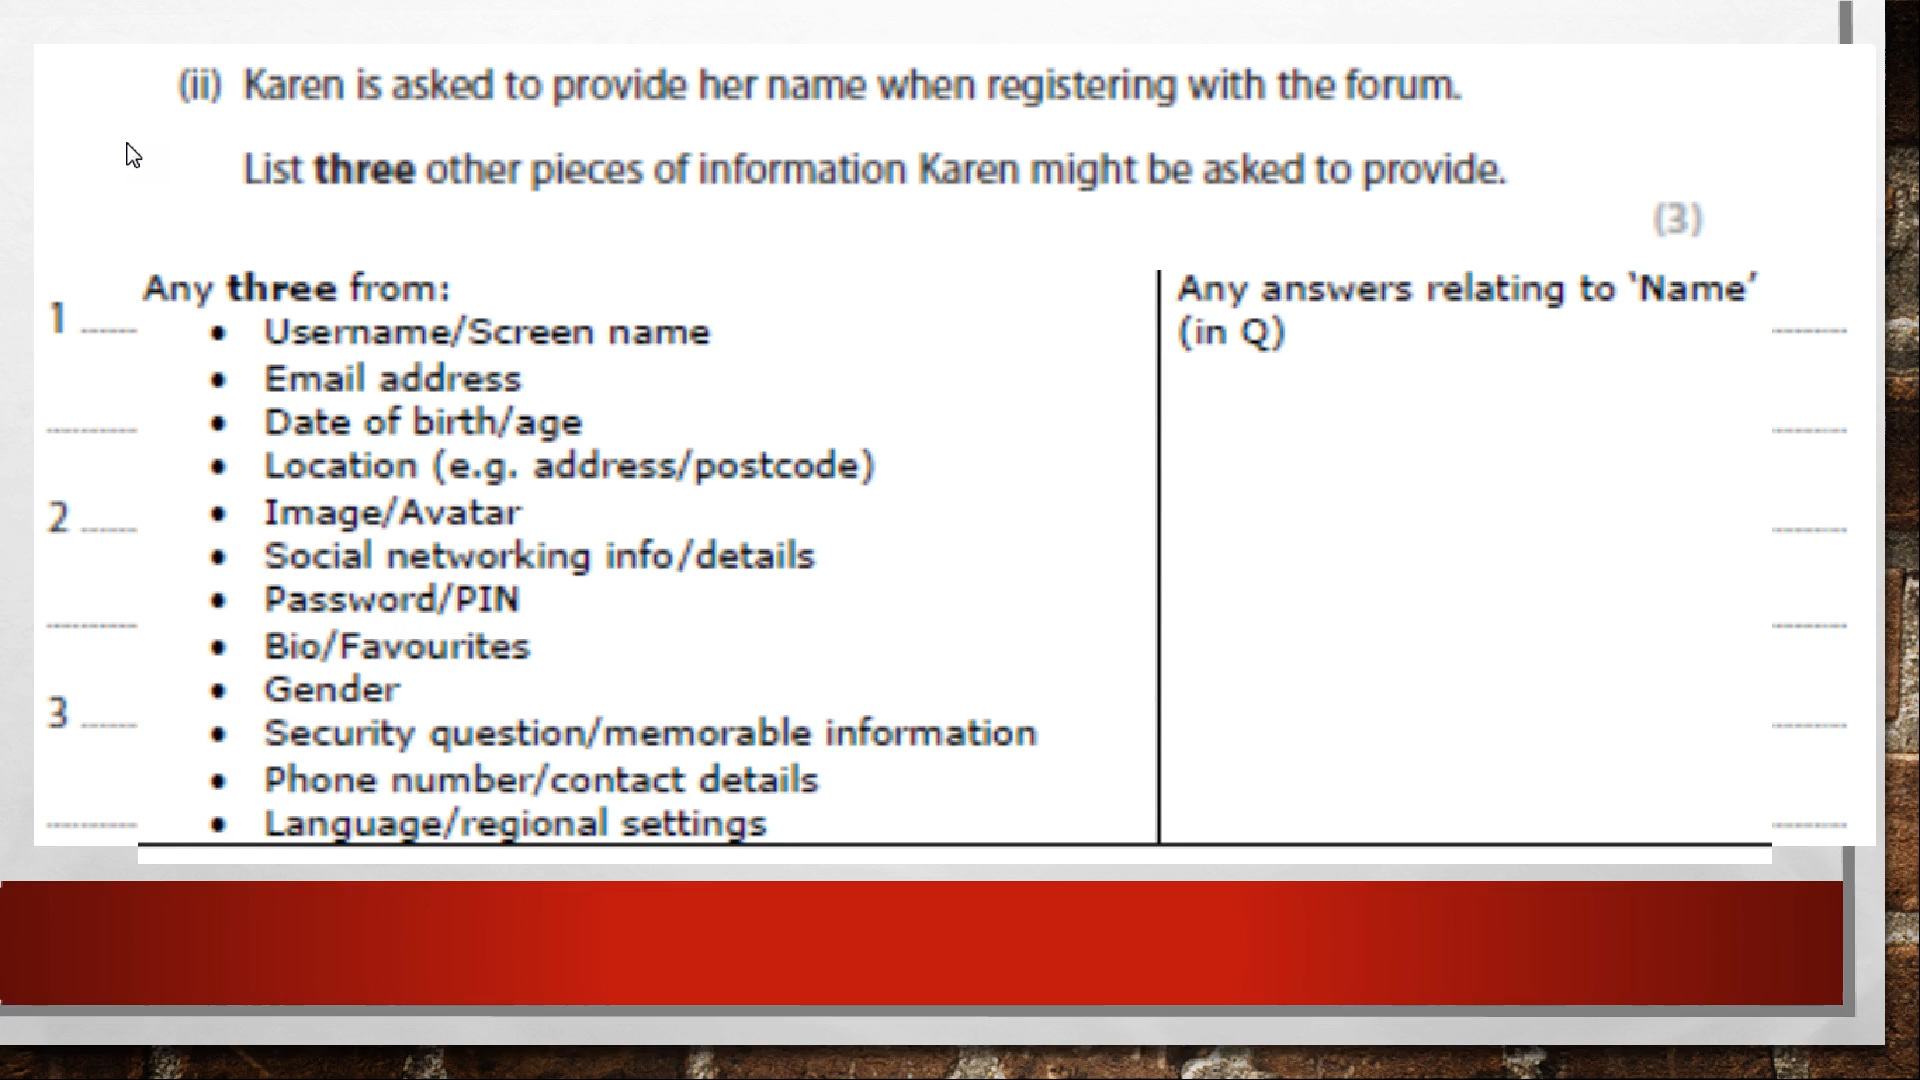 (ii) Karen is asked to provide her name when registering with the forum.
List three other pieces of information Karen might be asked to provide.
(3)
Any three from:
• Username/Screen name
• Email address
• Date of birth/age
• Location (e.g. address/postcode)
• Image/Avatar
• Social networking info/details
• Password/PIN
• Bio/Favourites
• Gender
• Security question/memorable information
• Phone number/contact details
• Language/regional settings
Any answers relating to ‘Name’
(in Q)
1
2
3